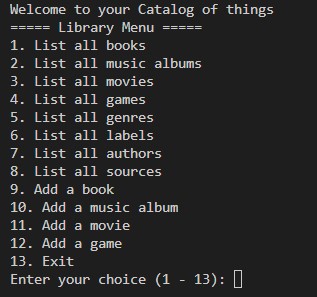 Welcome to your Catalog of things
===== Library Menu =====
1. List all books
2. List all music albums
3. List all movies
4. List all games
5. List all genres
6. List all labels
7. List all authors
8. List all sources
9. Add a book
10. Add a music album
11. Add a movie
12. Add a game
13. Exit
Enter your choice (1 - 13):